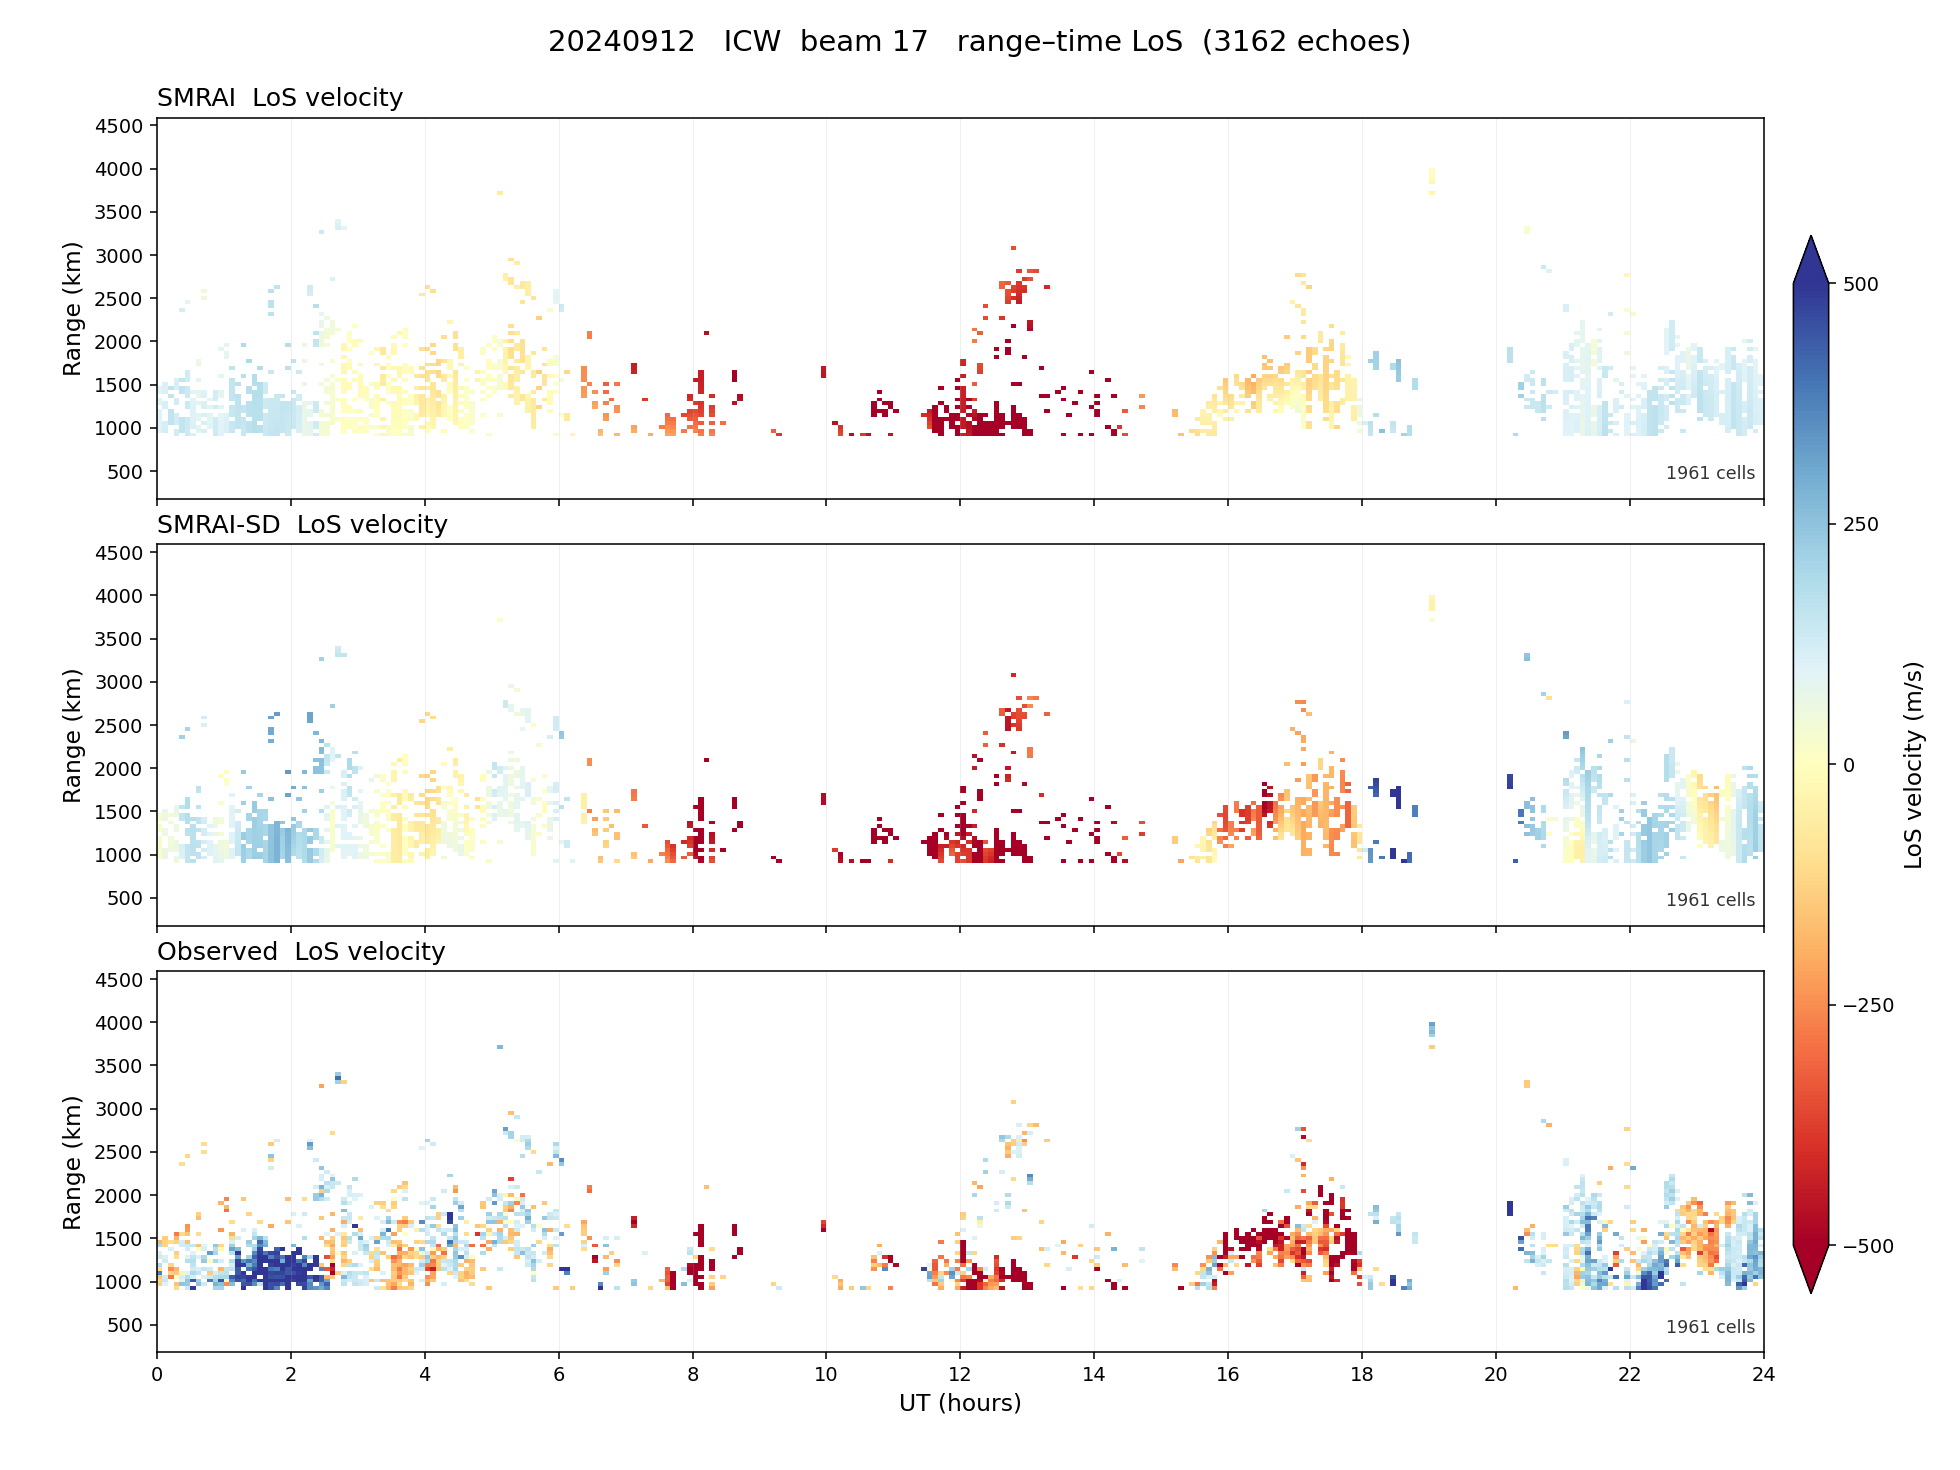 20240912   ICW  beam 17   range–time LoS  (3162 echoes)
SMRAI  LoS velocity
4500
4000
3500
3000
2500
2000
1500
1000
500
Range (km)
1961 cells
SMRAI-SD  LoS velocity
4500
4000
3500
3000
2500
2000
1500
1000
500
Range (km)
1961 cells
Observed  LoS velocity
4500
4000
3500
3000
2500
2000
1500
1000
500
Range (km)
1961 cells
0 2 4 6 8 10 12 14 16 18 20 22 24
UT (hours)
500
250
0
−250
−500
LoS velocity (m/s)